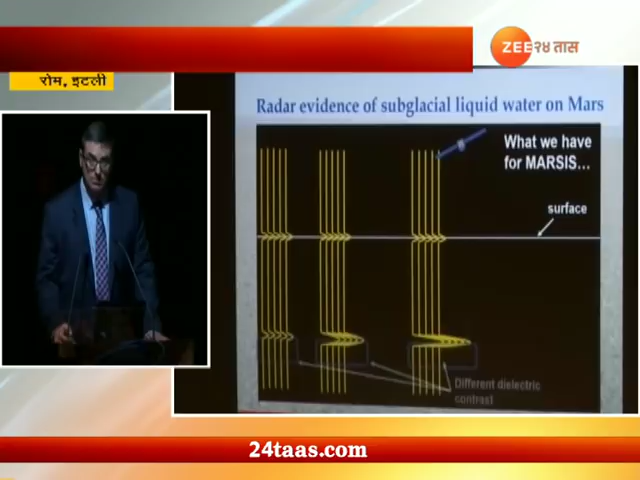 ZEE २४ तास
रोम, इटली
Radar evidence of subglacial liquid water on Mars
What we have
for MARSIS...
surface
Different dielectric
contrast
24taas.com